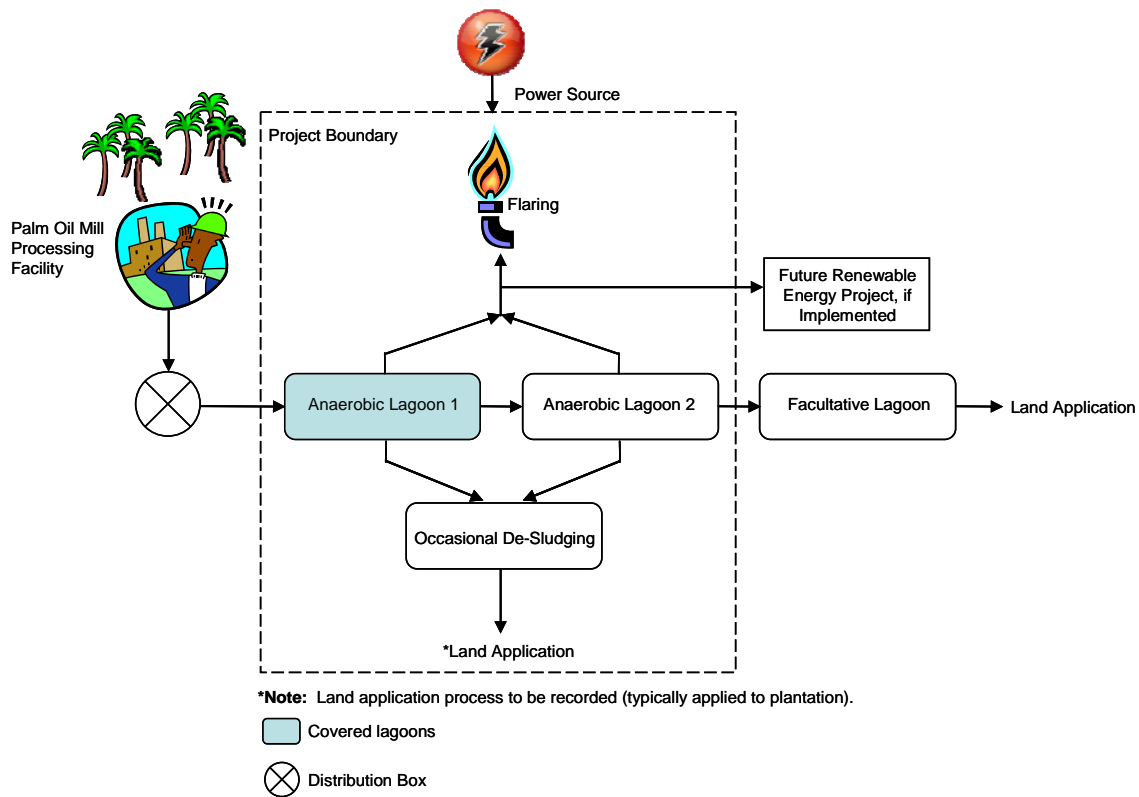 Power Source
Project Boundary
Flaring
Palm Oil Mill
Processing
Facility
Future Renewable
Energy Project, if
Implemented
Anaerobic Lagoon 1
Anaerobic Lagoon 2
Facultative Lagoon
Land Application
Occasional De-Sludging
*Land Application
*Note: Land application process to be recorded (typically applied to plantation).
Covered lagoons
Distribution Box